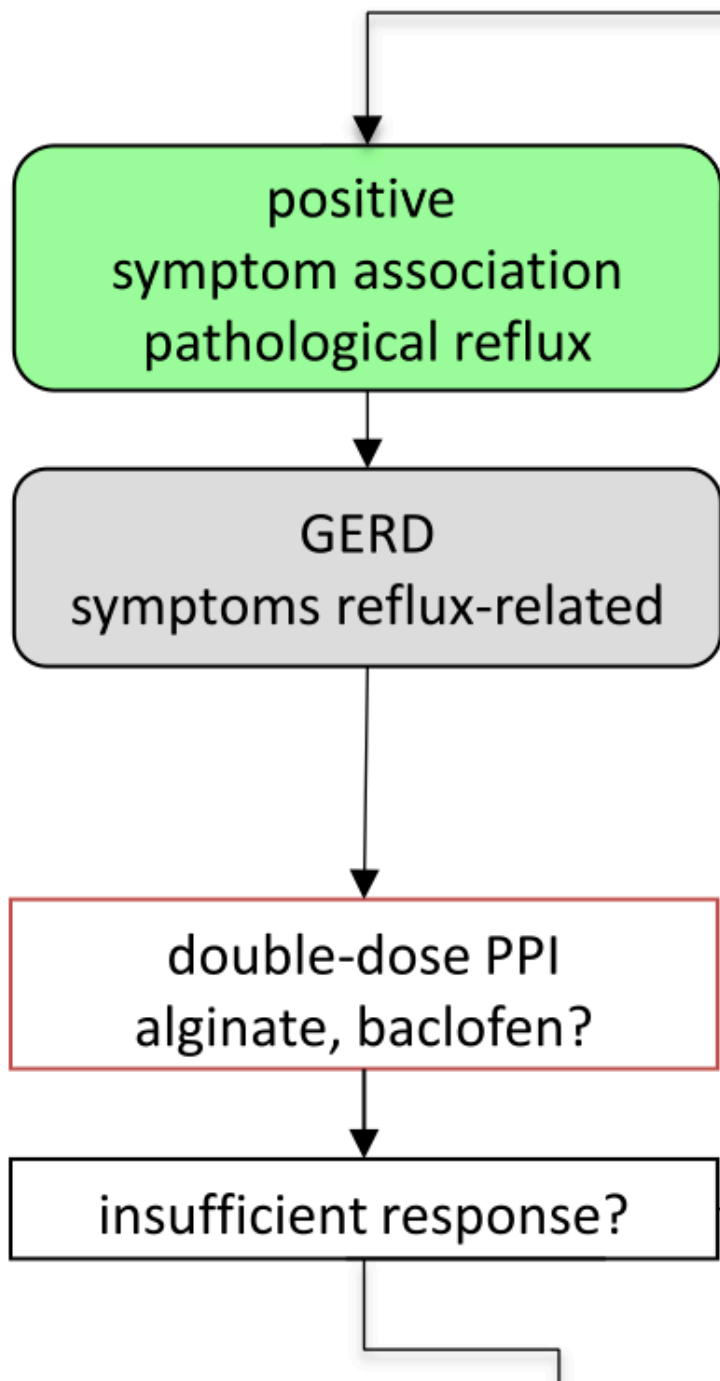 positive
symptom association
pathological reflux
GERD
symptoms reflux-related
double-dose PPI
alginate, baclofen?
insufficient response?